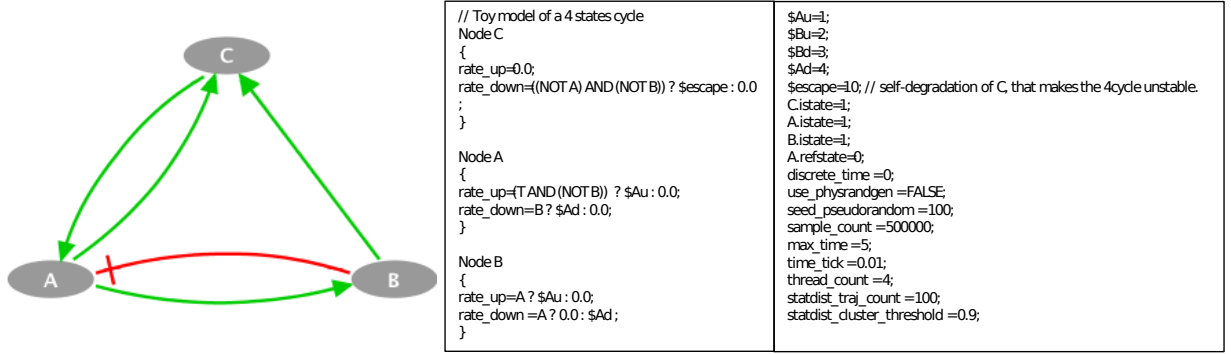 C
A
B
// Toy model of a 4 states cycle
Node C
{
rate_up=0.0;
rate_down=((NOT A) AND (NOT B)) ? $escape : 0.0
;
}
Node A
{
rate_up=(T AND (NOT B)) ? $Au : 0.0;
rate_down= B ? $Ad : 0.0;
}
Node B
{
rate_up=A ? $Au : 0.0;
rate_down =A ? 0.0 : $Ad ;
}
$Au=1;
$Bu=2;
$Bd=3;
$Ad=4;
$escape=10; // self-degradation of C, that makes the 4cycle unstable.
C.istate=1;
A.istate=1;
B.istate=1;
A.refstate=0;
discrete_time =0;
use_physrandgen =FALSE;
seed_pseudorandom =100;
sample_count =500000;
max_time =5;
time_tick =0.01;
thread_count =4;
statdist_traj_count =100;
statdist_cluster_threshold =0.9;